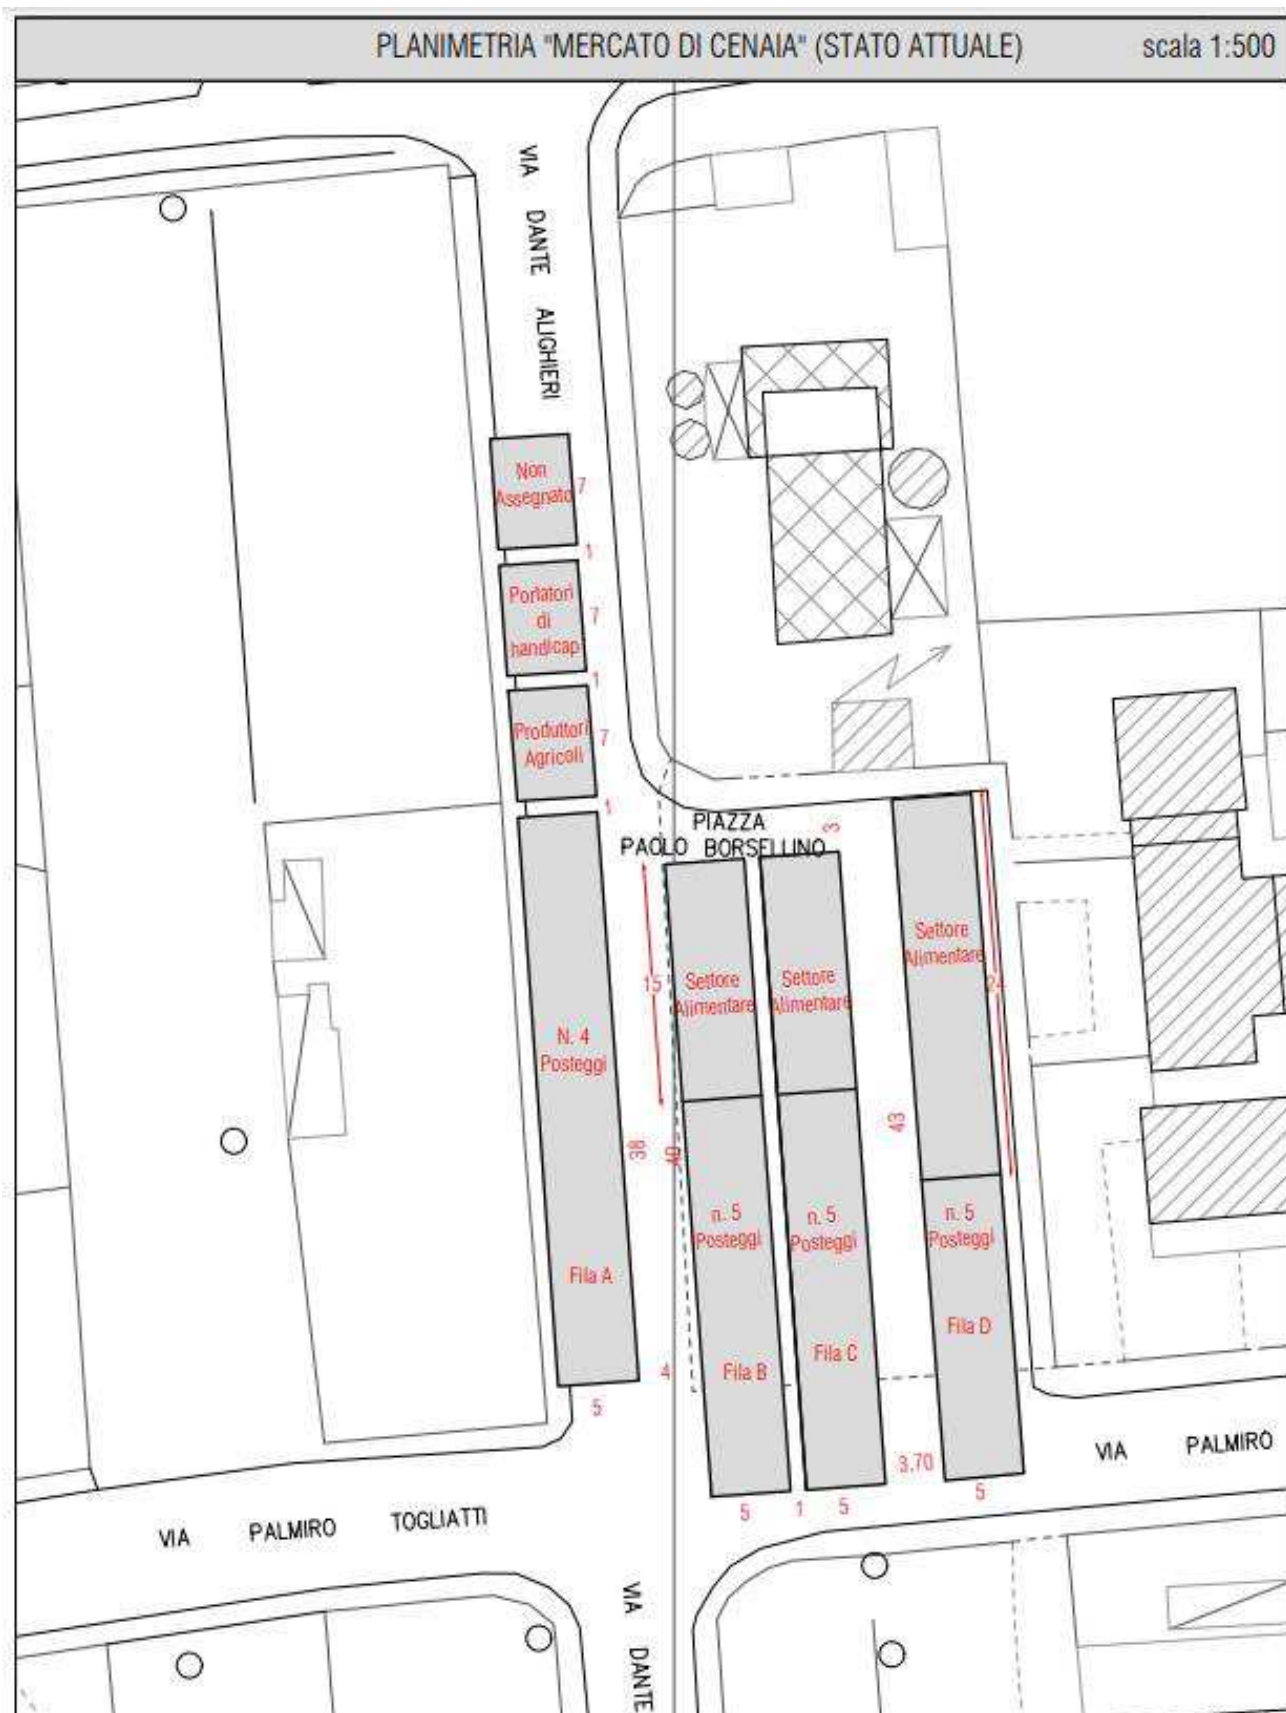 PLANIMETRIA "MERCATO DI CENAIA" (STATO ATTUALE) scala 1:500
VIA DANTE ALIGHIERI
Non
Assegnato
7
1
Portatori
di
handicap
7
1
Produttori
Agricoli
7
1
PIAZZA
PAOLO BORSELLINO
3
N. 4
Posteggi
Fila A
38
5
15
40
4
Settore
Alimentare
n. 5
Posteggi
Fila B
5
1
Settore
Alimentare
n. 5
Posteggi
Fila C
5
43
3.70
Settore
Alimentare
24
n. 5
Posteggi
Fila D
5
VIA PALMIRO
VIA PALMIRO TOGLIATTI
VIA DANTE